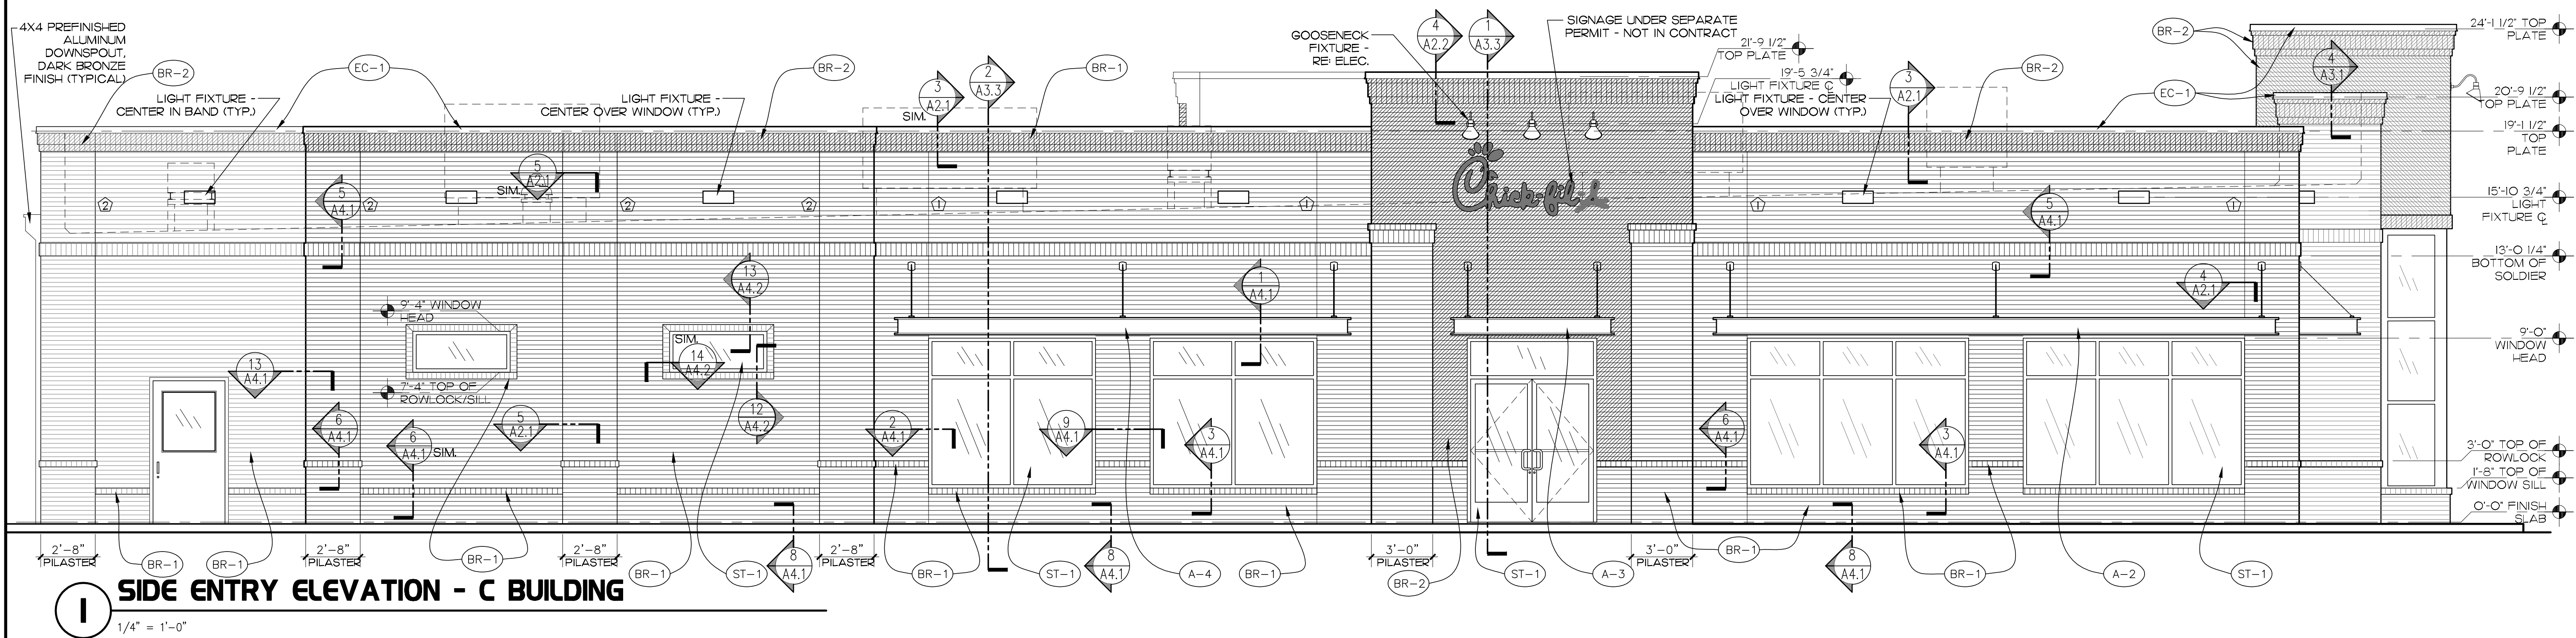 4X4 PREFINISHED
ALUMINUM
DOWNSPOUT,
DARK BRONZE
FINISH (TYPICAL)
BR-2
EC-1
LIGHT FIXTURE -
CENTER IN BAND (TYP.)
LIGHT FIXTURE -
CENTER OVER WINDOW (TYP.)
BR-2
3
A2.1
SIM.
2
A3.3
BR-1
GOOSENECK
FIXTURE -
RE: ELEC.
4
A2.2
1
A3.3
SIGNAGE UNDER SEPARATE
PERMIT - NOT IN CONTRACT
21'-9 1/2"
TOP PLATE
19'-5 3/4"
LIGHT FIXTURE ℄
LIGHT FIXTURE - CENTER
OVER WINDOW (TYP.)
3
A2.1
BR-2
EC-1
BR-2
4
A3.1
24'-1 1/2" TOP
PLATE
20'-9 1/2"
TOP PLATE
19'-1 1/2"
TOP
PLATE
15'-10 3/4"
LIGHT
FIXTURE ℄
13'-0 1/4"
BOTTOM OF
SOLDIER
9'-0"
WINDOW
HEAD
3'-0" TOP OF
ROWLOCK
1'-8" TOP OF
WINDOW SILL
0'-0" FINISH
SLAB
2
5
A4.1
2
5
A2.1
SIM.
2
2
1
1
Chick-fil-A
1
5
A4.1
1
9'-4" WINDOW
HEAD
13
A4.2
1
A4.1
4
A2.1
13
A4.1
7'-4" TOP OF
ROWLOCK/SILL
SIM.
14
A4.2
6
A4.1
6
A4.1
SIM.
5
A2.1
12
A4.2
2
A4.1
9
A4.1
3
A4.1
6
A4.1
3
A4.1
2'-8"
PILASTER
BR-1
BR-1
2'-8"
PILASTER
BR-1
2'-8"
PILASTER
BR-1
ST-1
8
A4.1
2'-8"
PILASTER
BR-1
ST-1
8
A4.1
A-4
BR-1
3'-0"
PILASTER
BR-2
ST-1
A-3
3'-0"
PILASTER
BR-1
8
A4.1
BR-1
A-2
ST-1
1
SIDE ENTRY ELEVATION - C BUILDING
1/4" = 1'-0"